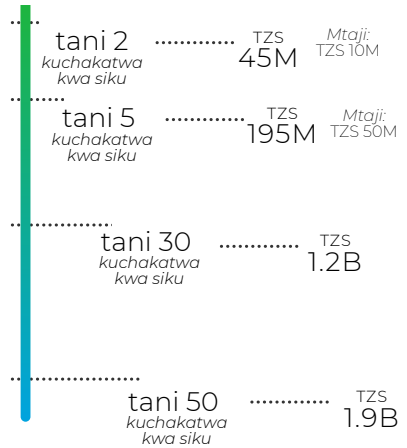 tani 2
kuchakatwa
kwa siku
TZS
45M
Mtaji:
TZS 10M
tani 5
kuchakatwa
kwa siku
TZS
195M
Mtaji:
TZS 50M
tani 30
kuchakatwa
kwa siku
TZS
1.2B
tani 50
kuchakatwa
kwa siku
TZS
1.9B